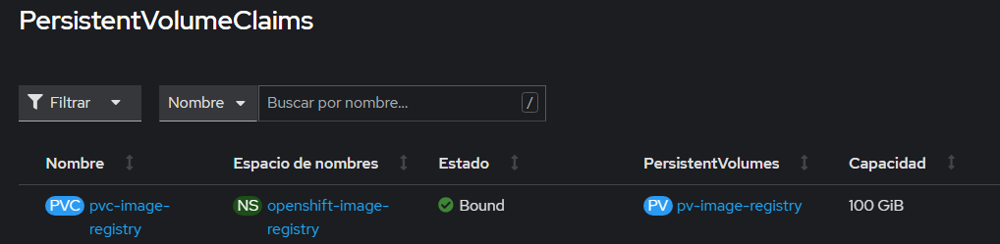 PersistentVolumeClaims
Filtrar Nombre Buscar por nombre... /
Nombre Espacio de nombres Estado PersistentVolumes Capacidad
PVC pvc-image- NS openshift-image- Bound PV pv-image-registry 100 GiB
registry registry